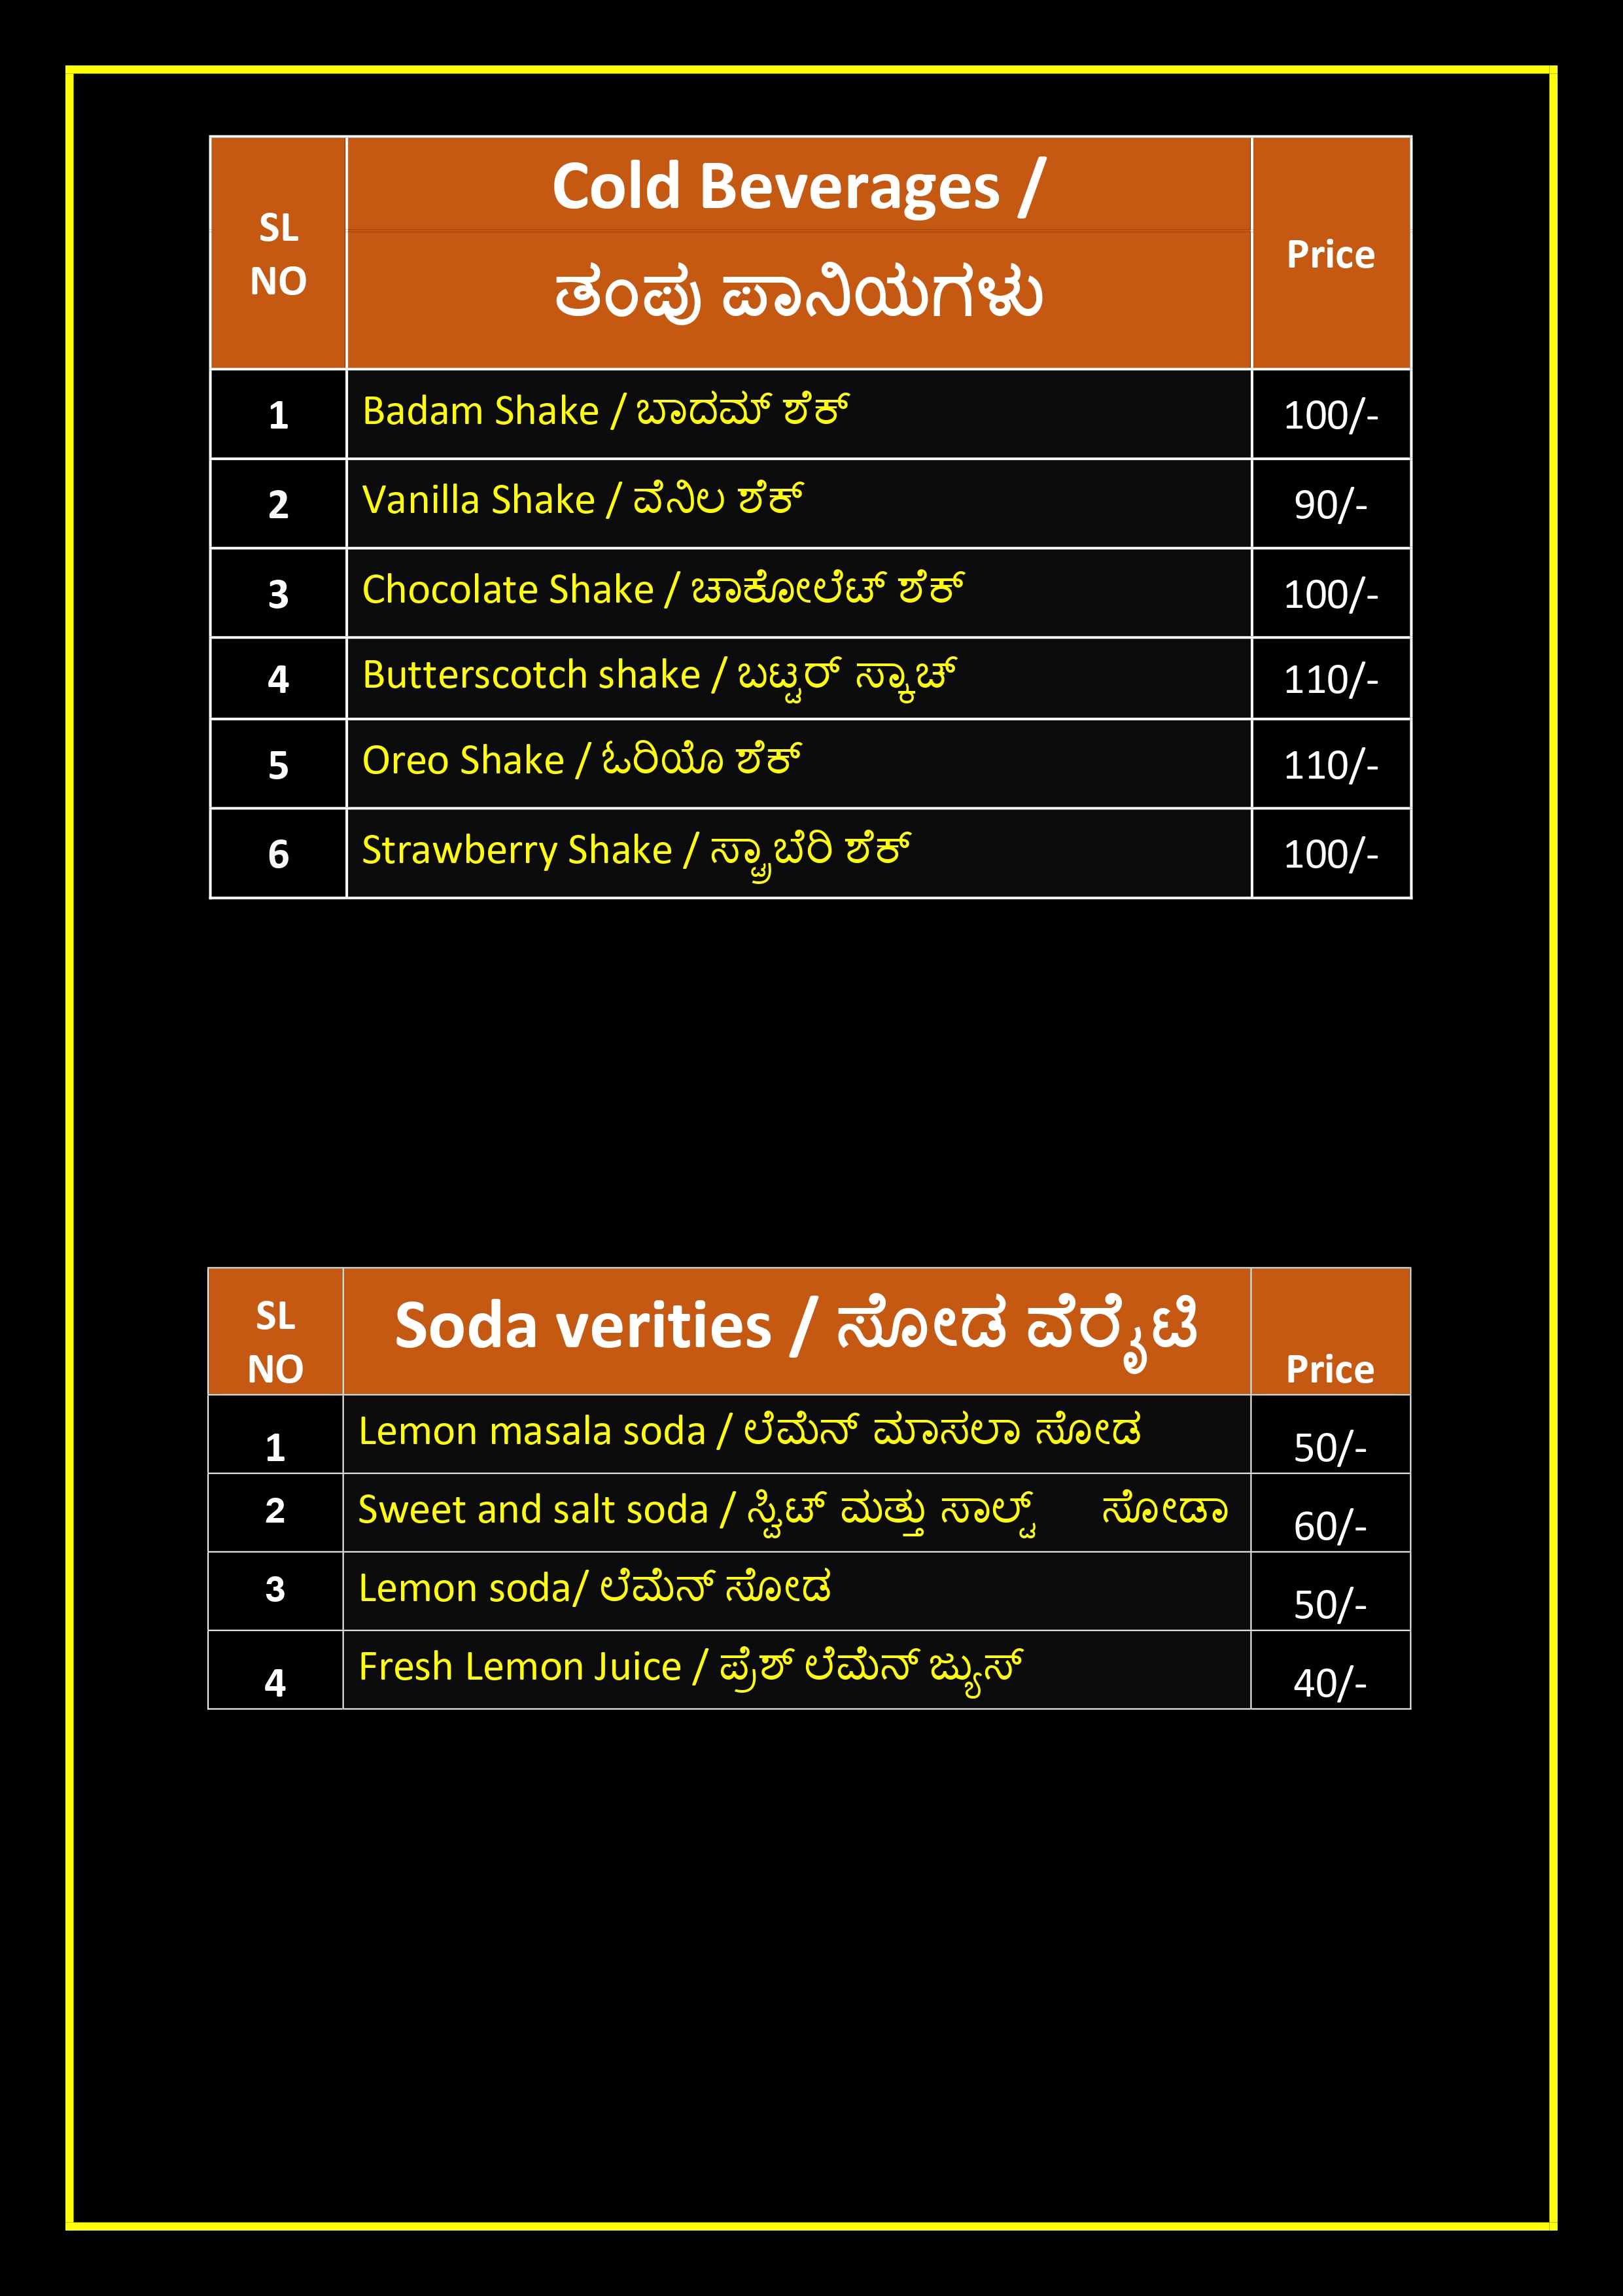 SL NO Cold Beverages / Price
ತಂಪು ಪಾನಿಯಗಳು
1 Badam Shake / ಬಾದಮ್ ಶೆಕ್ 100/-
2 Vanilla Shake / ವೆನಿಲ ಶೆಕ್ 90/-
3 Chocolate Shake / ಚಾಕೋಲೆಟ್ ಶೆಕ್ 100/-
4 Butterscotch shake / ಬಟ್ಟರ್ ಸ್ಕಾಚ್ 110/-
5 Oreo Shake / ಓರಿಯೊ ಶೆಕ್ 110/-
6 Strawberry Shake / ಸ್ಟ್ರಾಬೆರಿ ಶೆಕ್ 100/-
SL NO Soda verities / ಸೋಡ ವೆರೈಟಿ Price
1 Lemon masala soda / ಲೆಮೆನ್ ಮಾಸಲಾ ಸೋಡ 50/-
2 Sweet and salt soda / ಸ್ವಿಟ್ ಮತ್ತು ಸಾಲ್ಟ್ ಸೋಡಾ 60/-
3 Lemon soda/ ಲೆಮೆನ್ ಸೋಡ 50/-
4 Fresh Lemon Juice / ಪ್ರೆಶ್ ಲೆಮೆನ್ ಜ್ಯುಸ್ 40/-